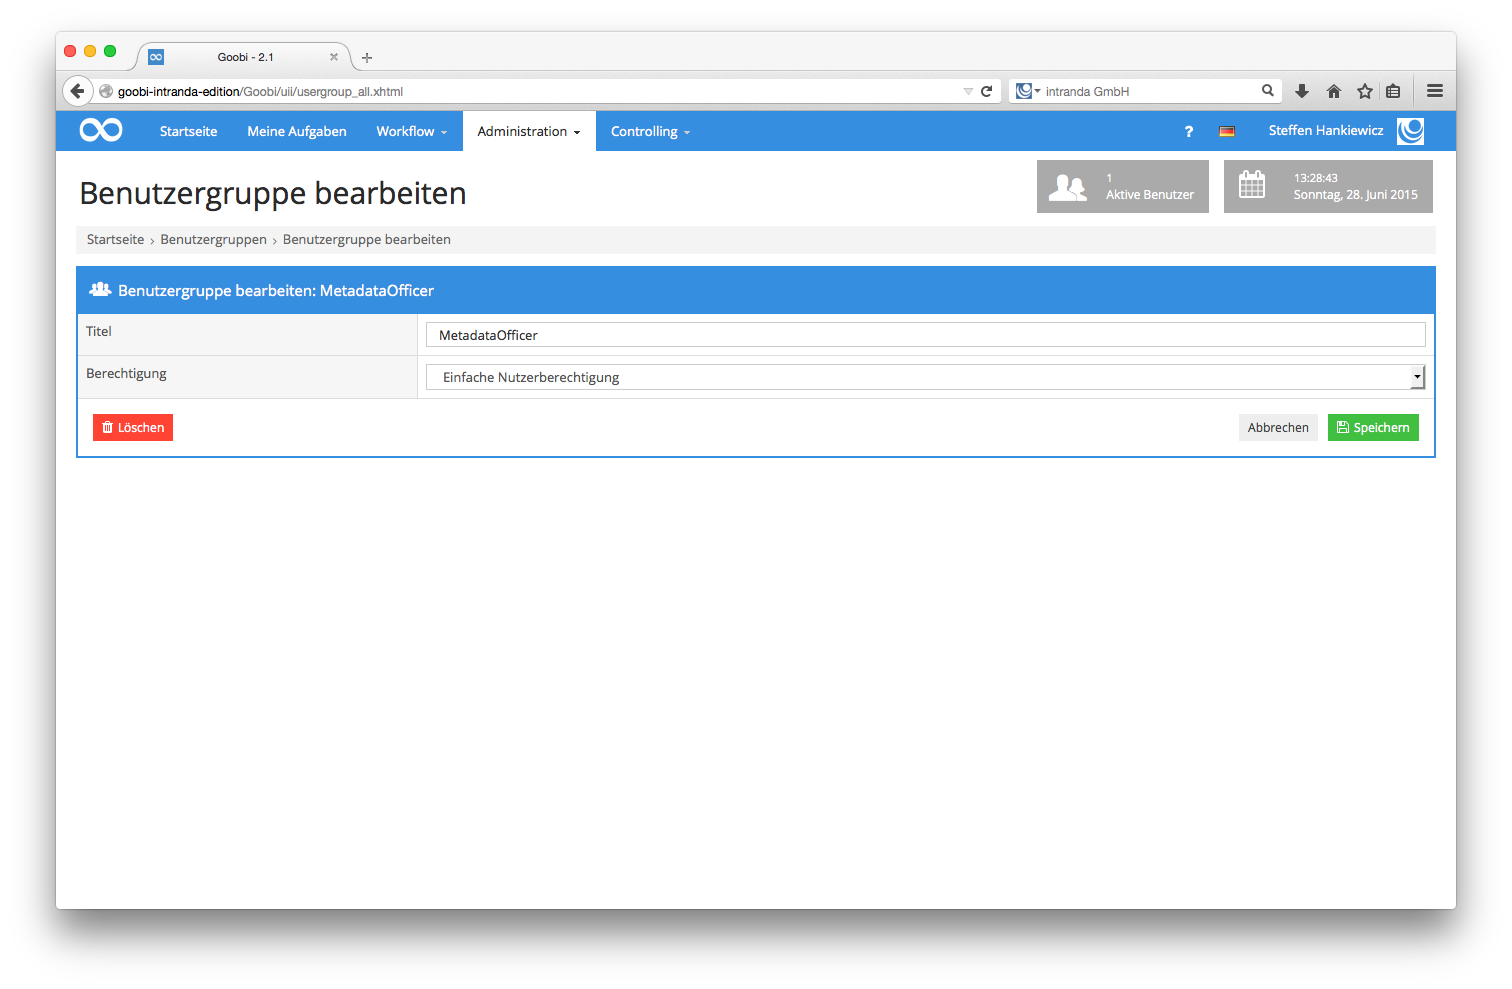 Goobi - 2.1
goobi-intranda-edition/Goobi/uii/usergroup_all.xhtml
intranda GmbH
Startseite Meine Aufgaben Workflow Administration Controlling ? Steffen Hankiewicz
Benutzergruppe bearbeiten
1
Aktive Benutzer
13:28:43
Sonntag, 28. Juni 2015
Startseite › Benutzergruppen › Benutzergruppe bearbeiten
Benutzergruppe bearbeiten: MetadataOfficer
Titel MetadataOfficer
Berechtigung Einfache Nutzerberechtigung
Löschen Abbrechen Speichern